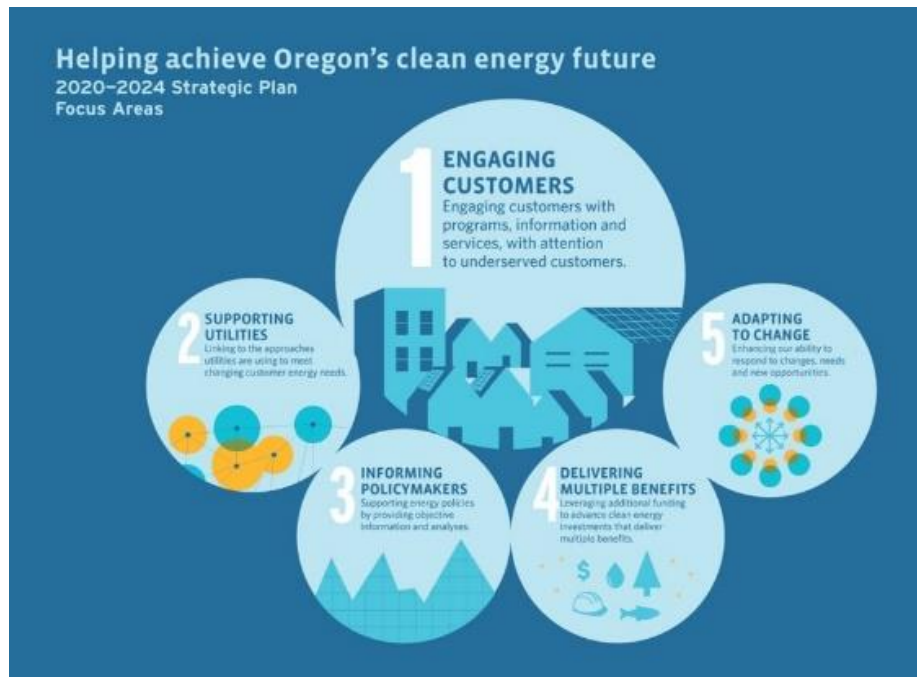 Helping achieve Oregon's clean energy future
2020–2024 Strategic Plan
Focus Areas
1
ENGAGING
CUSTOMERS
Engaging customers with
programs, information and
services, with attention
to underserved customers.
2
SUPPORTING
UTILITIES
Linking to the approaches
utilities are using to meet
changing customer energy needs.
3
INFORMING
POLICYMAKERS
Supporting energy policies
by providing objective
information and analyses.
4
DELIVERING
MULTIPLE BENEFITS
Leveraging additional funding
to advance clean energy
investments that deliver
multiple benefits.
$
5
ADAPTING
TO CHANGE
Enhancing our ability to
respond to changes, needs
and new opportunities.